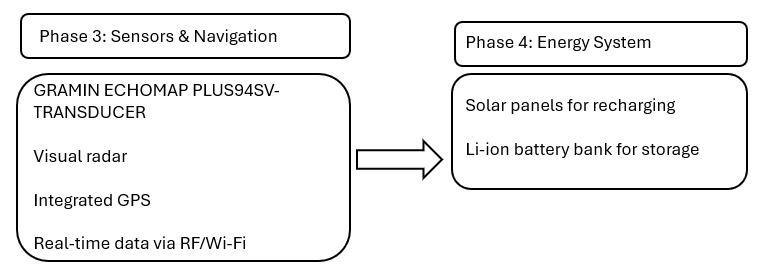 Phase 3: Sensors & Navigation
GRAMIN ECHOMAP PLUS94SV-
TRANSDUCER
Visual radar
Integrated GPS
Real-time data via RF/Wi-Fi
Phase 4: Energy System
Solar panels for recharging
Li-ion battery bank for storage